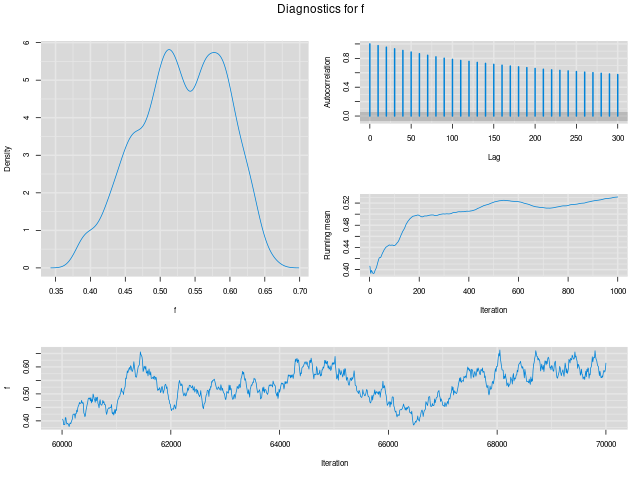 Diagnostics for f
Density
0 1 2 3 4 5 6
0.35 0.40 0.45 0.50 0.55 0.60 0.65 0.70
f
Autocorrelation
0.0 0.4 0.8
0 50 100 150 200 250 300
Lag
Running mean
0.40 0.44 0.48 0.52
0 200 400 600 800 1000
Iteration
f
0.40 0.50 0.60
60000 62000 64000 66000 68000 70000
Iteration